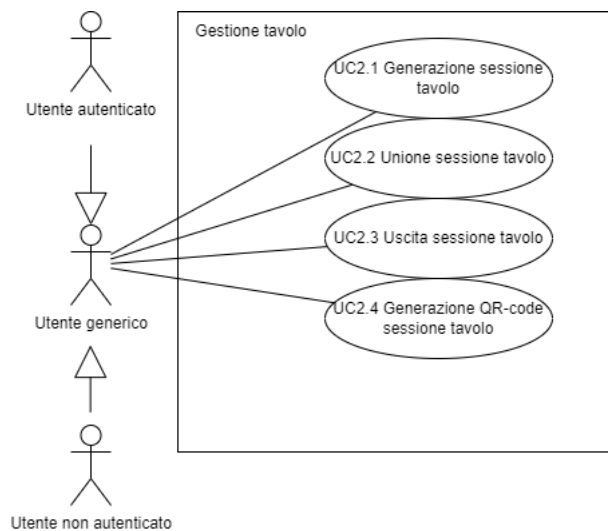 Gestione tavolo
UC2.1 Generazione sessione
tavolo
Utente autenticato
UC2.2 Unione sessione tavolo
UC2.3 Uscita sessione tavolo
Utente generico
UC2.4 Generazione QR-code
sessione tavolo
Utente non autenticato